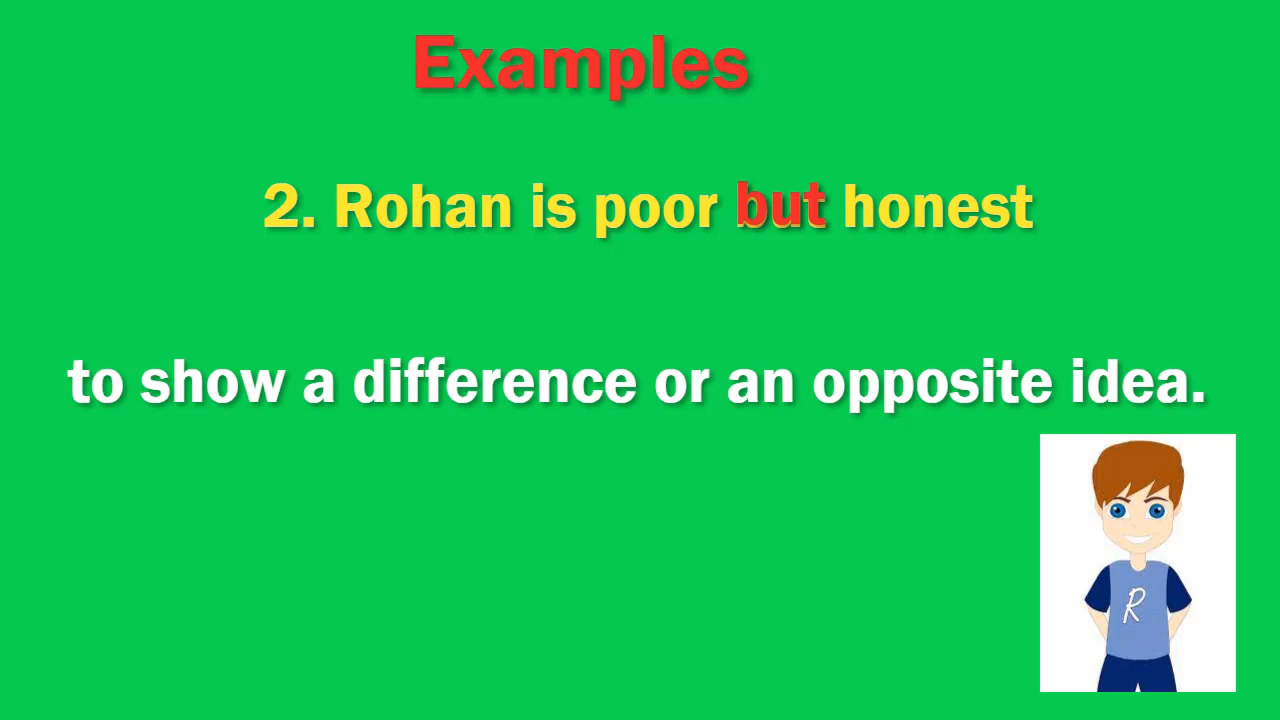 Examples
2. Rohan is poor but honest
to show a difference or an opposite idea.
R